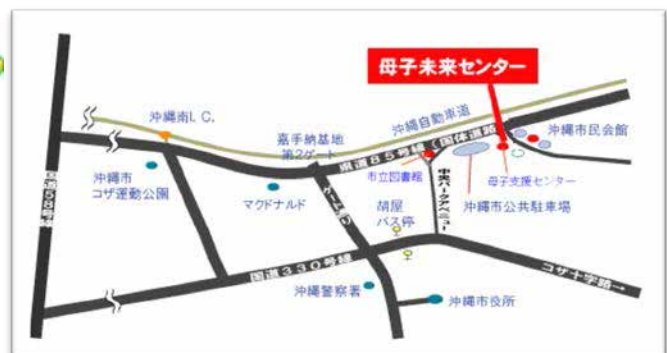 母子未来センター
沖縄南I.C.
嘉手納基地
第2ゲート
沖縄自動車道
県道85号線(国体道路)
沖縄市民会館
市立図書館
母子支援センター
沖縄市
コザ運動公園
国道58号線
マクドナルド
胡屋
バス停
中央パークアベニュー
沖縄市公共駐車場
国道330号線
コザ十字路→
沖縄警察署
沖縄市役所